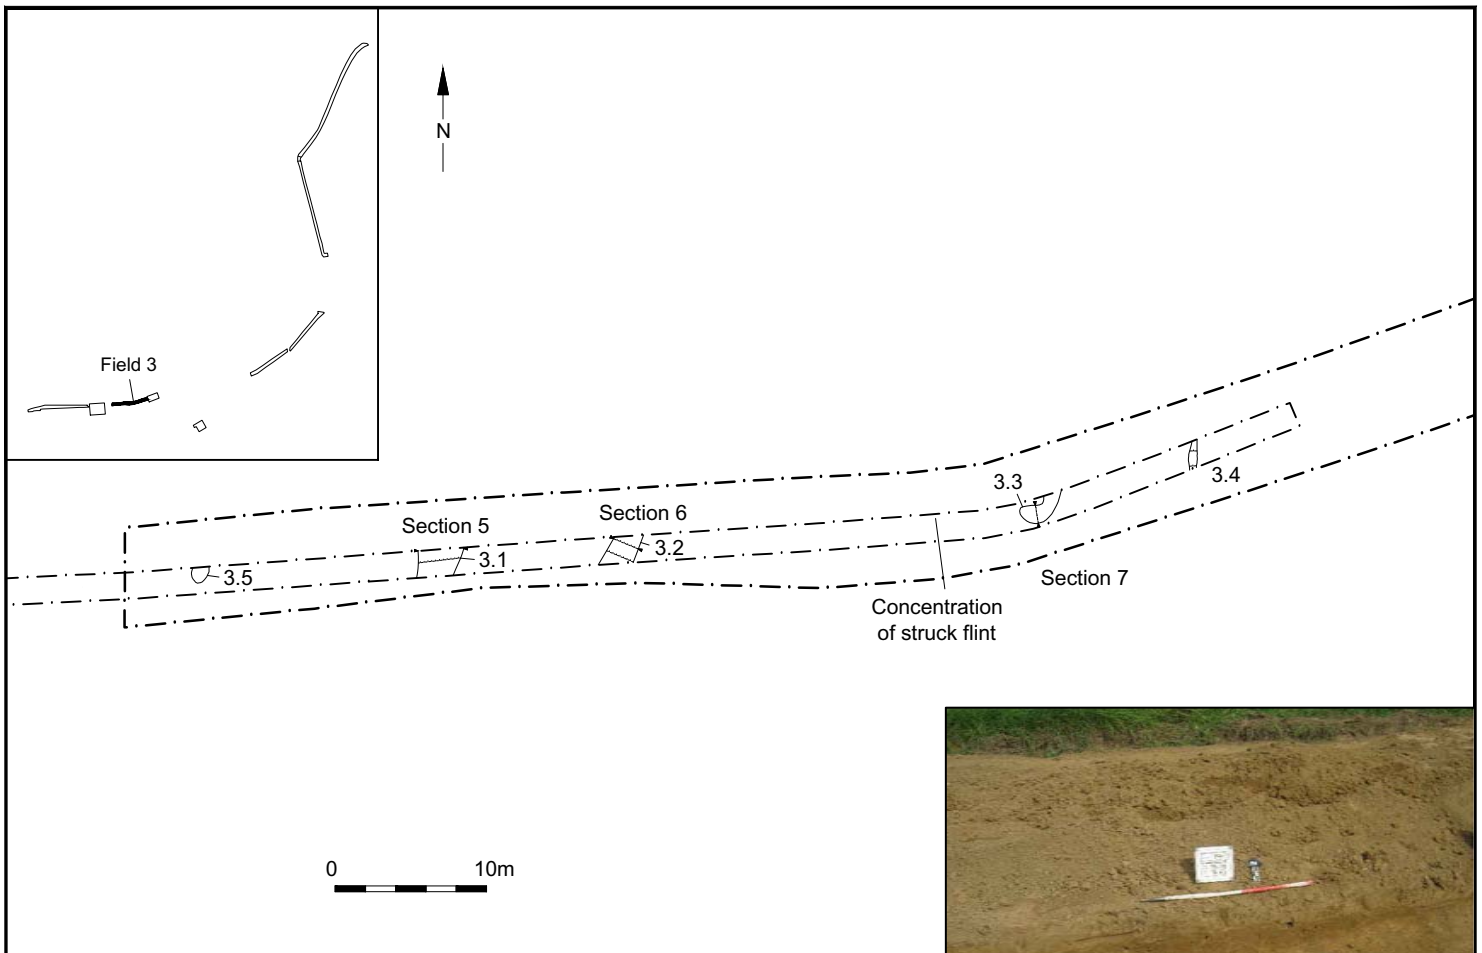 N
Field 3
3.3
3.4
Section 5
Section 6
3.1
3.2
3.5
Section 7
Concentration
of struck flint
0 10m